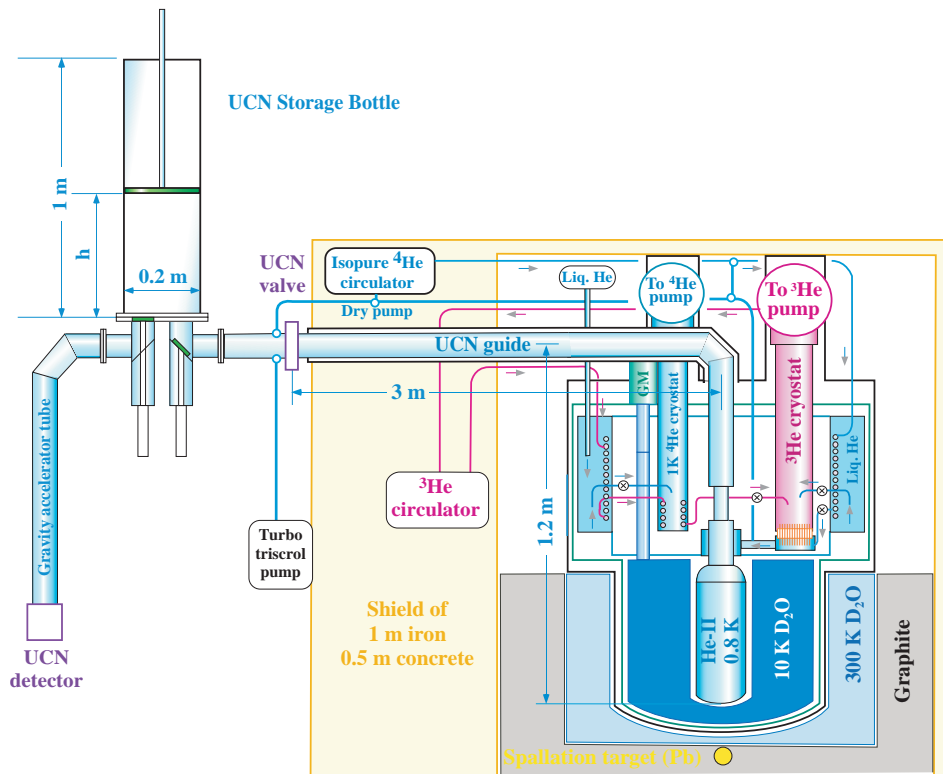 UCN Storage Bottle
1 m
h
0.2 m
UCN
valve
Isopure ⁴He
circulator
Dry pump
Liq. He
To ⁴He
pump
To ³He
pump
UCN guide
3 m
GM
1K ⁴He cryostat
³He cryostat
Liq. He
Gravity accelerator tube
³He
circulator
1.2 m
Turbo
triscrol
pump
Shield of
1 m iron
0.5 m concrete
He-II
0.8 K
10 K D₂O
300 K D₂O
Graphite
UCN
detector
Spallation target (Pb)